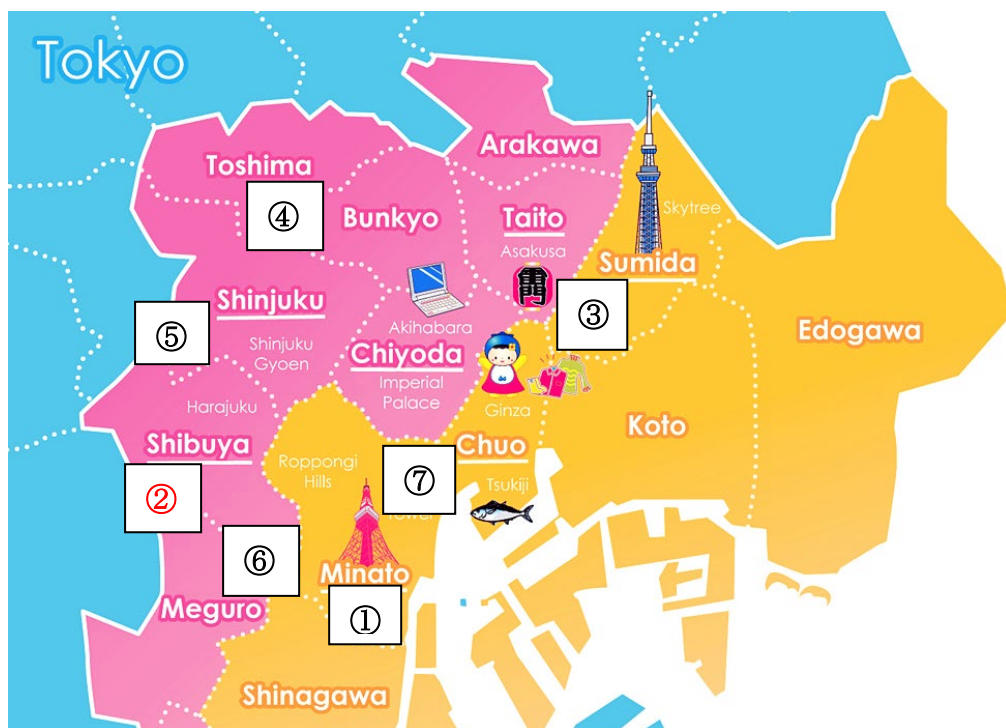 Tokyo
Arakawa
Toshima
④
Bunkyo
Taito
Skytree
Asakusa
Sumida
門
Shinjuku
③
⑤
Akihabara
Edogawa
Shinjuku
Gyoen
Chiyoda
Imperial
Palace
Harajuku
Ginza
Koto
Shibuya
Chuo
Roppongi
Hills
⑦
②
Tsukiji
⑥
Minato
Meguro
①
Shinagawa